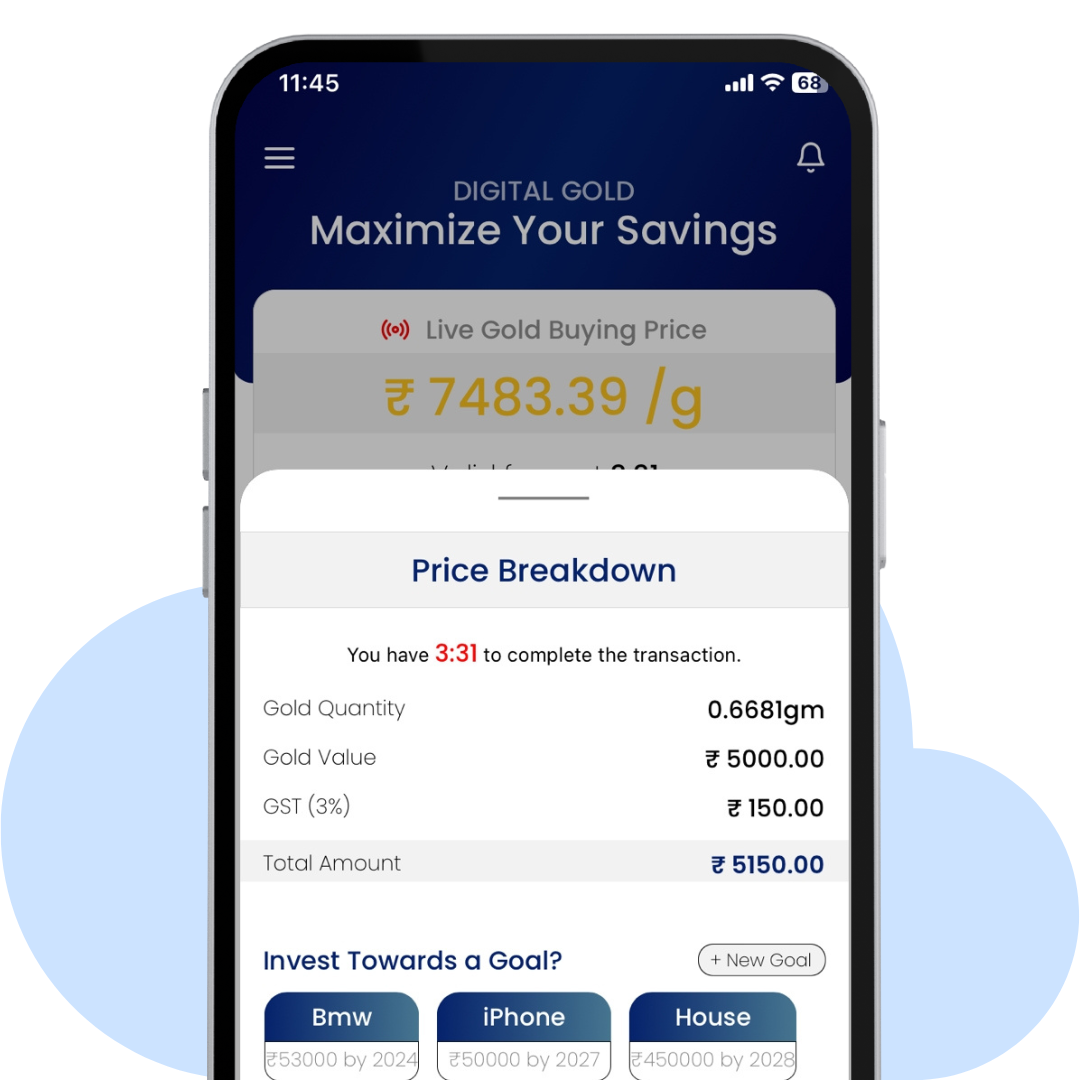 11:45
68
DIGITAL GOLD
Maximize Your Savings
Live Gold Buying Price
₹ 7483.39 /g
Price Breakdown
You have 3:31 to complete the transaction.
Gold Quantity 0.6681gm
Gold Value ₹ 5000.00
GST (3%) ₹ 150.00
Total Amount ₹ 5150.00
Invest Towards a Goal? + New Goal
Bmw iPhone House
₹53000 by 2024 ₹50000 by 2027 ₹450000 by 2028